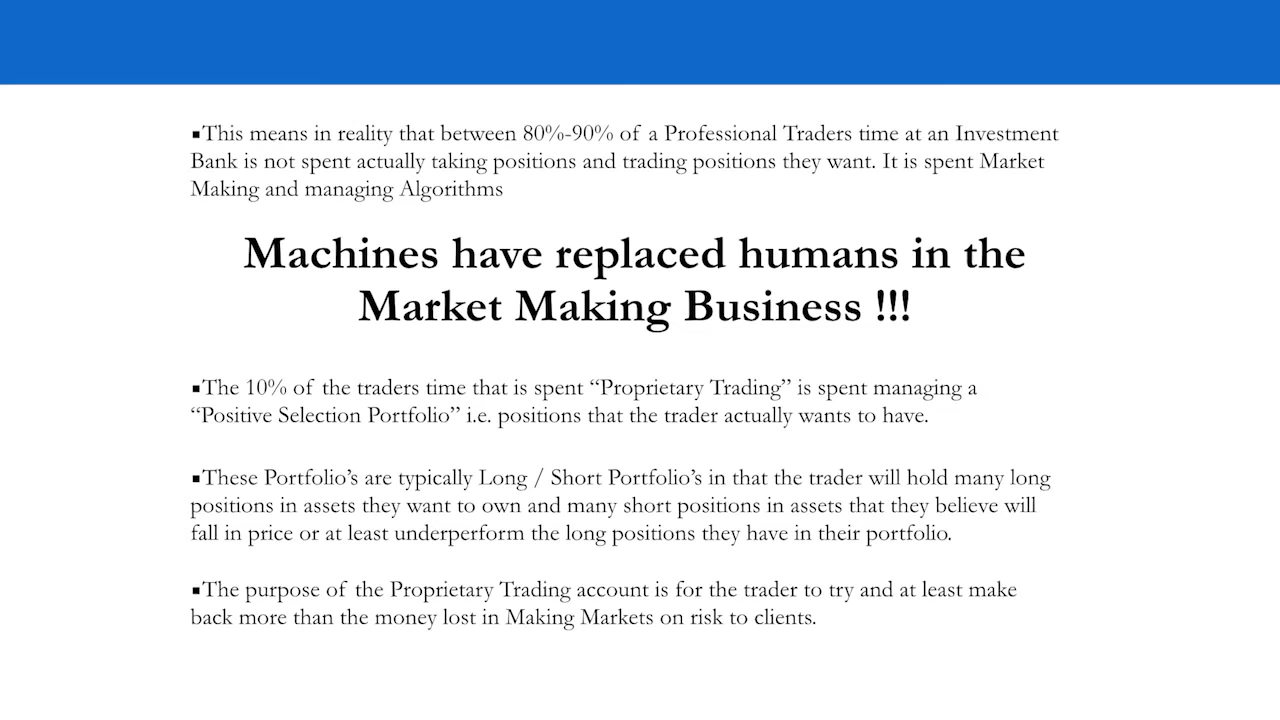 ▪This means in reality that between 80%-90% of a Professional Traders time at an Investment
Bank is not spent actually taking positions and trading positions they want. It is spent Market
Making and managing Algorithms
Machines have replaced humans in the
Market Making Business !!!
▪The 10% of the traders time that is spent “Proprietary Trading” is spent managing a
“Positive Selection Portfolio” i.e. positions that the trader actually wants to have.
▪These Portfolio’s are typically Long / Short Portfolio’s in that the trader will hold many long
positions in assets they want to own and many short positions in assets that they believe will
fall in price or at least underperform the long positions they have in their portfolio.
▪The purpose of the Proprietary Trading account is for the trader to try and at least make
back more than the money lost in Making Markets on risk to clients.